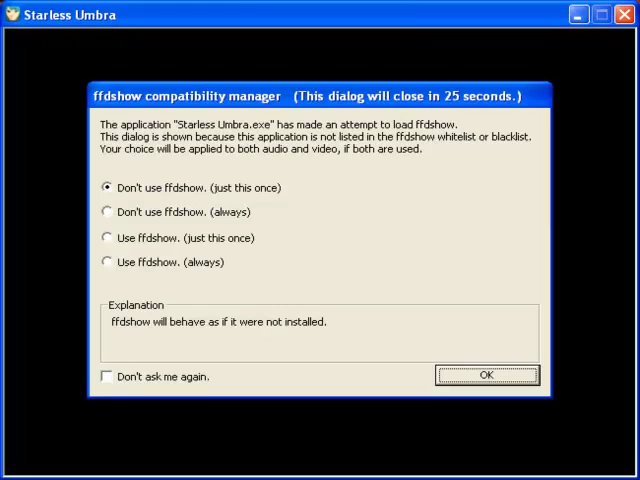 Starless Umbra
ffdshow compatibility manager (This dialog will close in 25 seconds.)
The application "Starless Umbra.exe" has made an attempt to load ffdshow.
This dialog is shown because this application is not listed in the ffdshow whitelist or blacklist.
Your choice will be applied to both audio and video, if both are used.
Don't use ffdshow. (just this once)
Don't use ffdshow. (always)
Use ffdshow. (just this once)
Use ffdshow. (always)
Explanation
ffdshow will behave as if it were not installed.
Don't ask me again.
OK